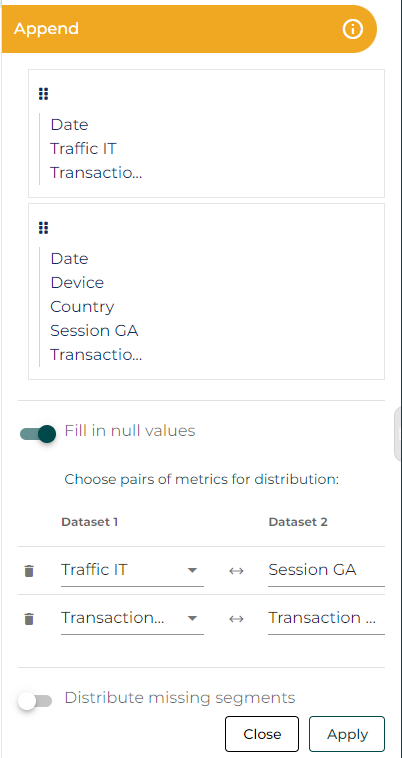 Append
Date
Traffic IT
Transactio...
Date
Device
Country
Session GA
Transactio...
Fill in null values
Choose pairs of metrics for distribution:
Dataset 1 Dataset 2
Traffic IT Session GA
Transaction... Transaction ...
Distribute missing segments
Close Apply